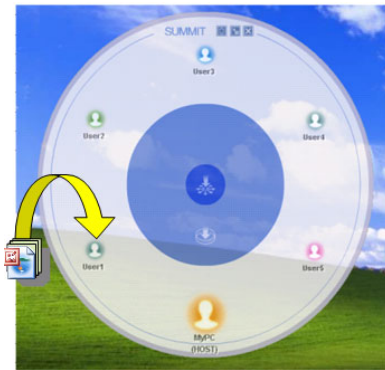 SUMMIT
User3
User2
User4
User1
User5
MyPC
(HOST)